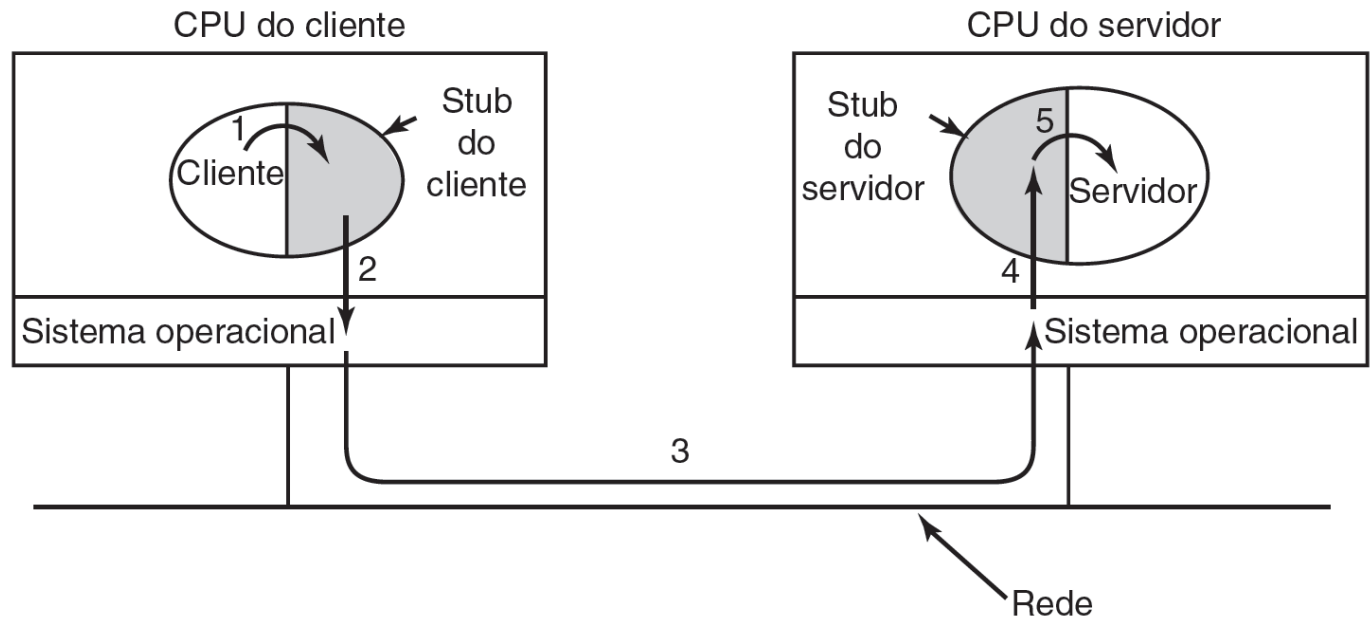 CPU do cliente
CPU do servidor
Stub
do
cliente
1
Cliente
2
Sistema operacional
Stub
do
servidor
5
Servidor
4
Sistema operacional
3
Rede